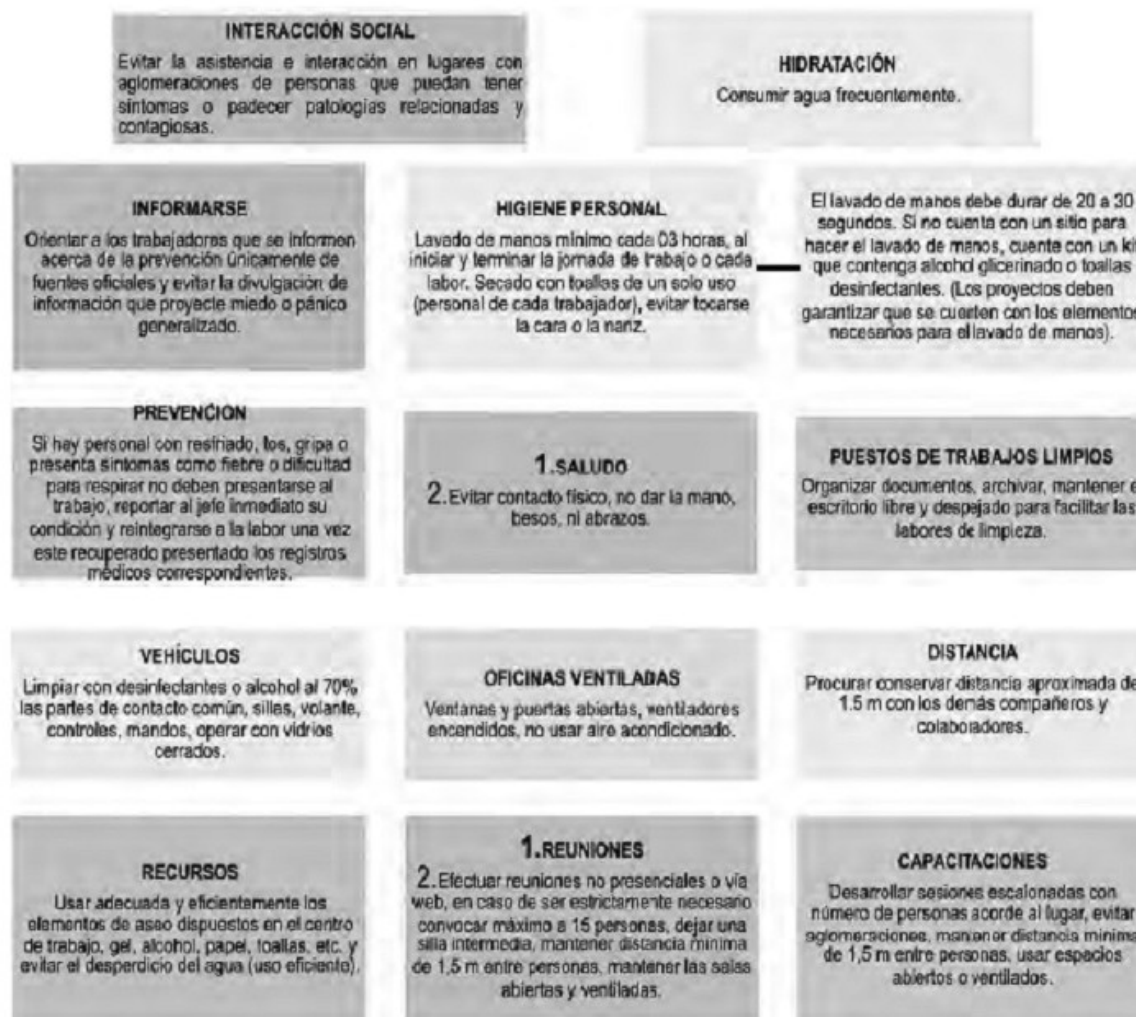 INTERACCIÓN SOCIAL
Evitar la asistencia e interacción en lugares con
aglomeraciones de personas que puedan tener
síntomas o padecer patologías relacionadas y
contagiosas.
HIDRATACIÓN
Consumir agua frecuentemente.
INFORMARSE
Orientar a los trabajadores que se informen
acerca de la prevención únicamente de
fuentes oficiales y evitar la divulgación de
información que proyecte miedo o pánico
generalizado.
HIGIENE PERSONAL
Lavado de manos mínimo cada 03 horas, al
iniciar y terminar la jornada de trabajo o cada
labor. Secado con toallas de un solo uso
(personal de cada trabajador), evitar tocarse
la cara o la nariz.
El lavado de manos debe durar de 20 a 30
segundos. Si no cuenta con un sitio para
hacer el lavado de manos, cuente con un ki
que contenga alcohol glicerinado o toallas
desinfectantes. (Los proyectos deben
garantizar que se cuenten con los elementos
necesarios para el lavado de manos).
PREVENCION
Si hay personal con resfriado, tos, gripa o
presenta síntomas como fiebre o dificultad
para respirar no deben presentarse al
trabajo, reportar al jefe inmediato su
condición y reintegrarse a la labor una vez
este recuperado presentado los registros
médicos correspondientes.
1.SALUDO
2.Evitar contacto físico, no dar la mano,
besos, ni abrazos.
PUESTOS DE TRABAJOS LIMPIOS
Organizar documentos, archivar, mantener e
escritorio libre y despejado para facilitar las
labores de limpieza.
VEHÍCULOS
Limpiar con desinfectantes o alcohol al 70%
las partes de contacto común, sillas, volante,
controles, mandos, operar con vidrios
cerrados.
OFICINAS VENTILADAS
Ventanas y puertas abiertas, ventiladores
encendidos, no usar aire acondicionado.
DISTANCIA
Procurar conservar distancia aproximada de
1.5 m con los demás compañeros y
colaboradores.
RECURSOS
Usar adecuada y eficientemente los
elementos de aseo dispuestos en el centro
de trabajo, gel, alcohol, papel, toallas, etc. y
evitar el desperdicio del agua (uso eficiente).
1.REUNIONES
2.Efectuar reuniones no presenciales o vía
web, en caso de ser estrictamente necesario
convocar máximo a 15 personas, dejar una
silla intermedia, mantener distancia mínima
de 1,5 m entre personas, mantener las salas
abiertas y ventiladas.
CAPACITACIONES
Desarrollar sesiones escalonadas con
número de personas acorde al lugar, evitar
aglomeraciones, mantener distancia mínima
de 1,5 m entre personas, usar espacios
abiertos o ventilados.